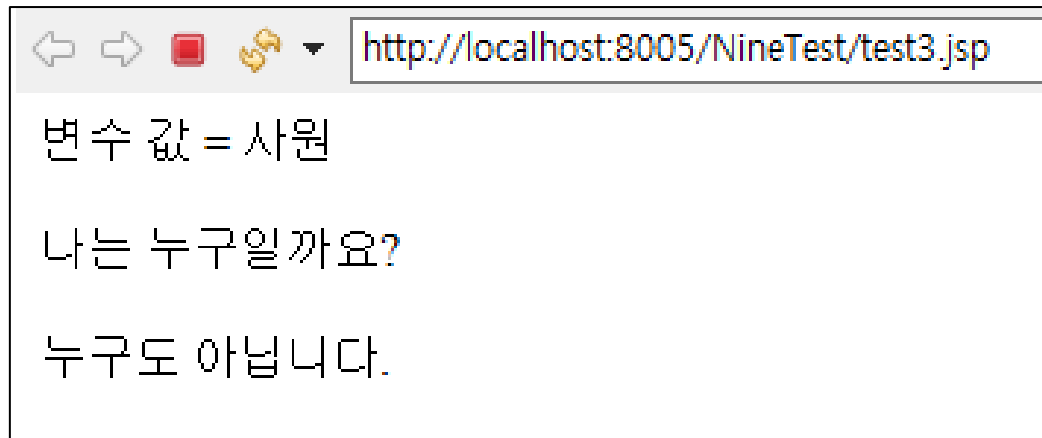 http://localhost:8005/NineTest/test3.jsp
변수 값 = 사원
나는 누구일까요?
누구도 아닙니다.